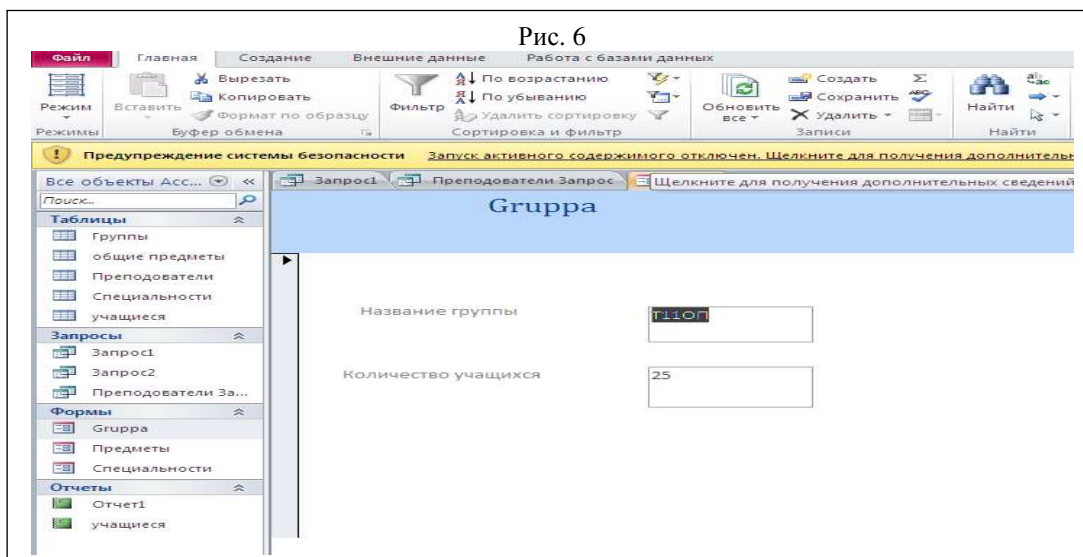 Рис. 6
Файл Главная Создание Внешние данные Работа с базами данных
Режим
Режимы
Вставить
Вырезать
Копировать
Формат по образцу
Буфер обмена
Фильтр
По возрастанию
По убыванию
Удалить сортировку
Сортировка и фильтр
Обновить
все
Создать
Сохранить
Удалить
Записи
Найти
Найти
Предупреждение системы безопасности Запуск активного содержимого отключен. Щелкните для получения
Все объекты Acc...
Поиск...
Таблицы
Группы
общие предметы
Преподователи
Специальности
учащиеся
Запросы
Запрос1
Запрос2
Преподователи За...
Формы
Gruppa
Предметы
Специальности
Отчеты
Отчет1
учащиеся
Запрос1 Преподователи Запрос Щелкните для получения дополнительных сведений
Gruppa
Название группы Т11ОП
Количество учащихся 25